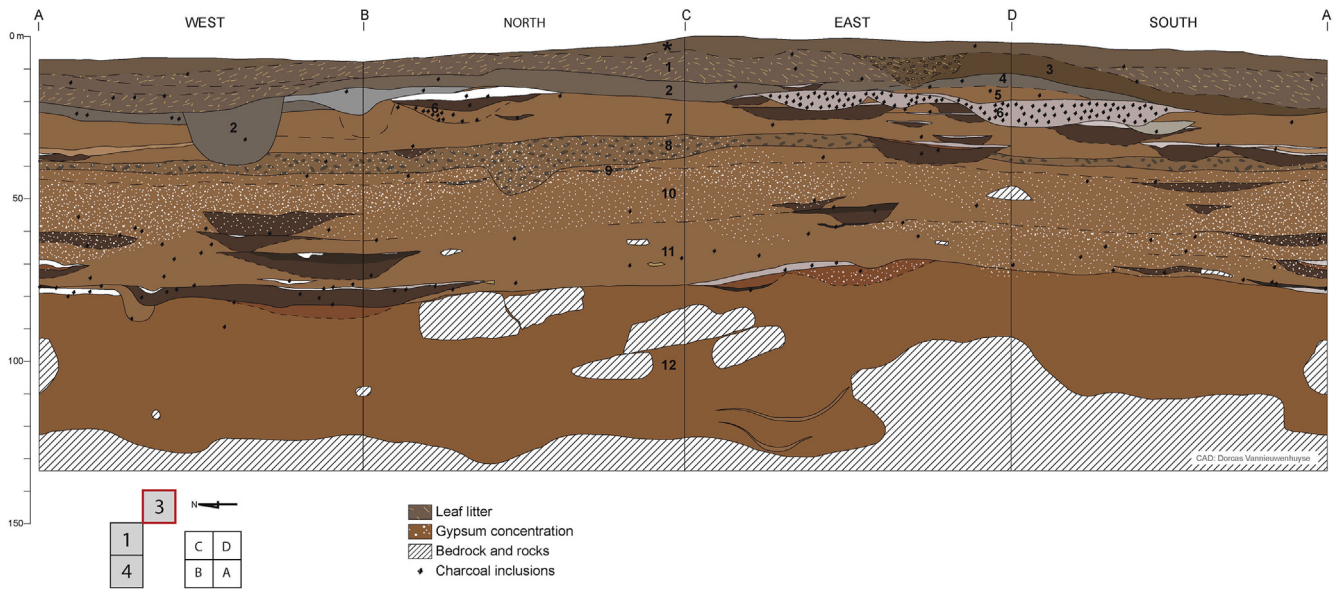 A WEST B NORTH C EAST D SOUTH A
0 m
*
1
3
4
2
5
6
6
2
7
8
9
50
10
11
100
12
CAD: Dorcas Vannieuwenhuyse
150
3
N
1
4
C D
B A
Leaf litter
Gypsum concentration
Bedrock and rocks
Charcoal inclusions